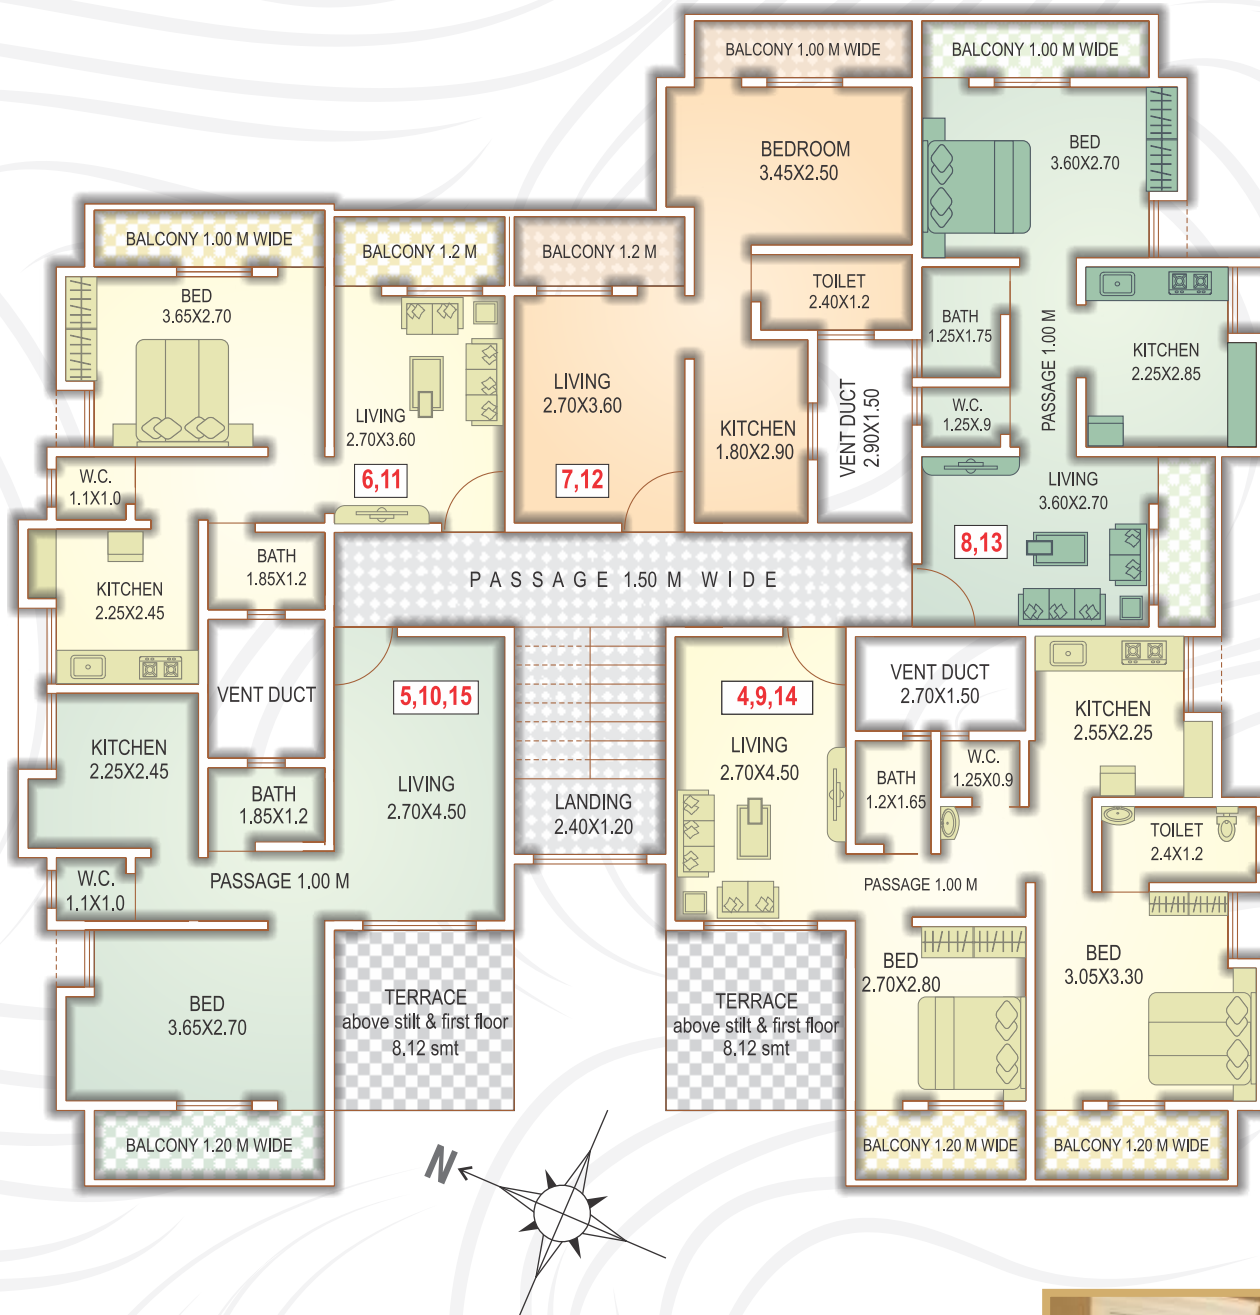 BALCONY 1.00 M WIDE
BALCONY 1.00 M WIDE
BEDROOM
3.45X2.50
BED
3.60X2.70
BALCONY 1.00 M WIDE
BALCONY 1.2 M
BALCONY 1.2 M
BED
3.65X2.70
TOILET
2.40X1.2
BATH
1.25X1.75
PASSAGE 1.00 M
KITCHEN
2.25X2.85
LIVING
2.70X3.60
LIVING
2.70X3.60
KITCHEN
1.80X2.90
VENT DUCT
2.90X1.50
W.C.
1.25X.9
W.C.
1.1X1.0
6,11
7,12
LIVING
3.60X2.70
8,13
BATH
1.85X1.2
KITCHEN
2.25X2.45
PASSAGE 1.50 M WIDE
VENT DUCT
5,10,15
4,9,14
VENT DUCT
2.70X1.50
KITCHEN
2.55X2.25
KITCHEN
2.25X2.45
LIVING
2.70X4.50
LIVING
2.70X4.50
BATH
1.2X1.65
W.C.
1.25X0.9
BATH
1.85X1.2
LANDING
2.40X1.20
TOILET
2.4X1.2
W.C.
1.1X1.0
PASSAGE 1.00 M
PASSAGE 1.00 M
BED
3.65X2.70
TERRACE
above stilt & first floor
8.12 smt
TERRACE
above stilt & first floor
8.12 smt
BED
2.70X2.80
BED
3.05X3.30
BALCONY 1.20 M WIDE
BALCONY 1.20 M WIDE
BALCONY 1.20 M WIDE
N